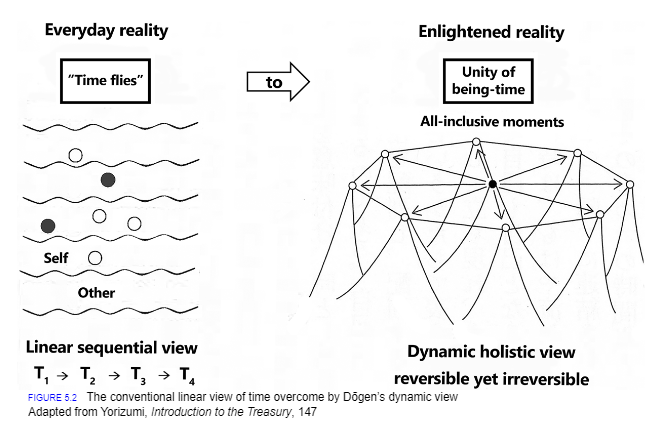 Everyday reality
"Time flies"
Self
Other
Linear sequential view
T1 → T2 → T3 → T4
to
Enlightened reality
Unity of
being-time
All-inclusive moments
Dynamic holistic view
reversible yet irreversible
FIGURE 5.2 The conventional linear view of time overcome by Dōgen's dynamic view
Adapted from Yorizumi, Introduction to the Treasury, 147